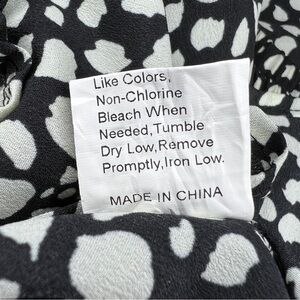 Like Colors,
Non-Chlorine
Bleach When
Needed,Tumble
Dry Low,Remove
Promptly,Iron Low.
MADE IN CHINA